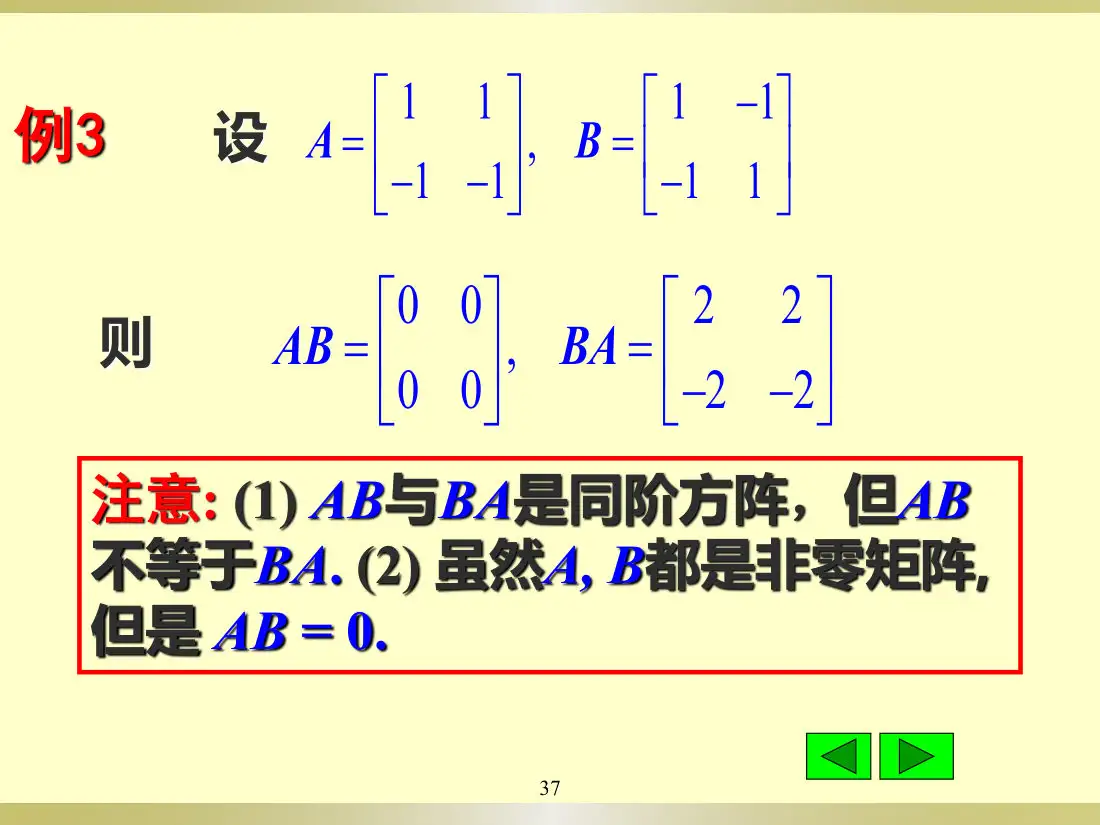 例3 设 A = [ 1 1 ; −1 −1 ], B = [ 1 −1 ; −1 1 ]
则 AB = [ 0 0 ; 0 0 ], BA = [ 2 2 ; −2 −2 ]
注意: (1) AB与BA是同阶方阵，但AB
不等于BA. (2) 虽然A, B都是非零矩阵,
但是 AB = 0.
37